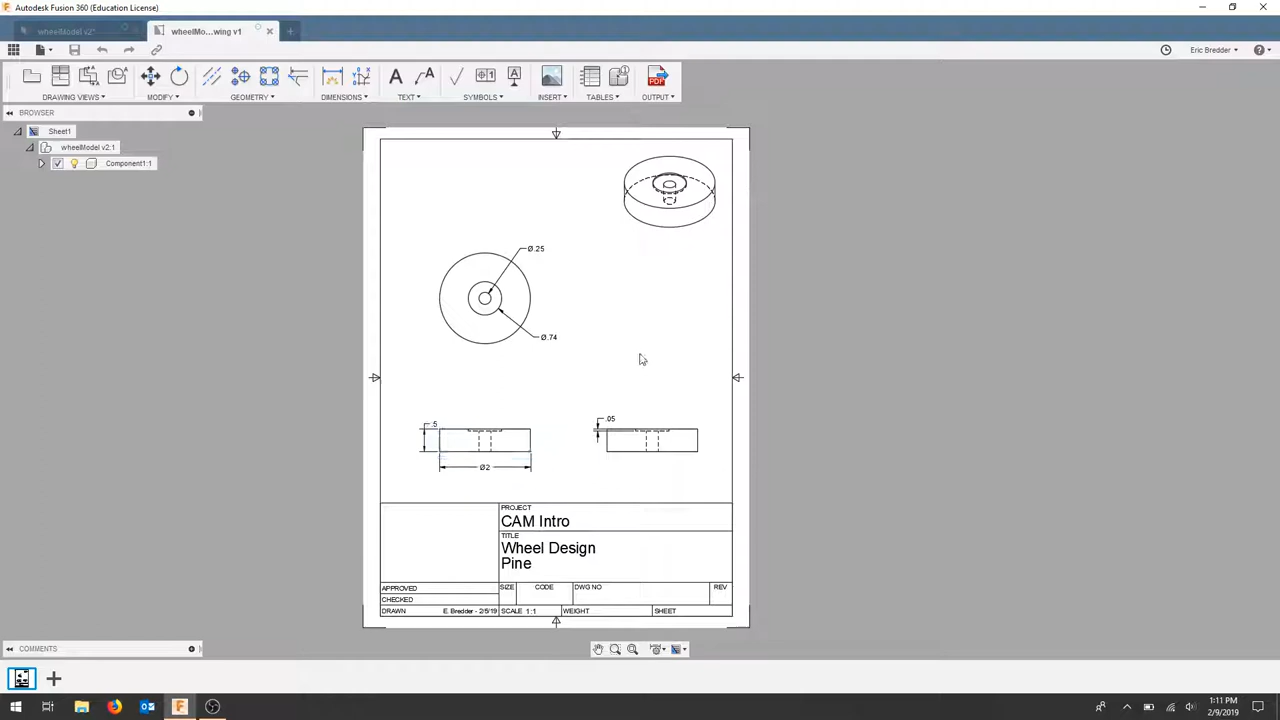 Autodesk Fusion 360 (Education License)
wheelModel v2*
wheelMo...wing v1
Eric Bredder
PDF
DRAWING VIEWS
MODIFY
GEOMETRY
DIMENSIONS
TEXT
SYMBOLS
INSERT
TABLES
OUTPUT
BROWSER
Sheet1
wheelModel v2:1
Component1:1
Ø.25
Ø.74
.5
.05
Ø2
PROJECT
CAM Intro
TITLE
Wheel Design
Pine
APPROVED
SIZE CODE DWG NO REV
CHECKED
DRAWN E. Bredder - 2/5/19 SCALE 1:1 WEIGHT SHEET
COMMENTS
1:11 PM
2/9/2019